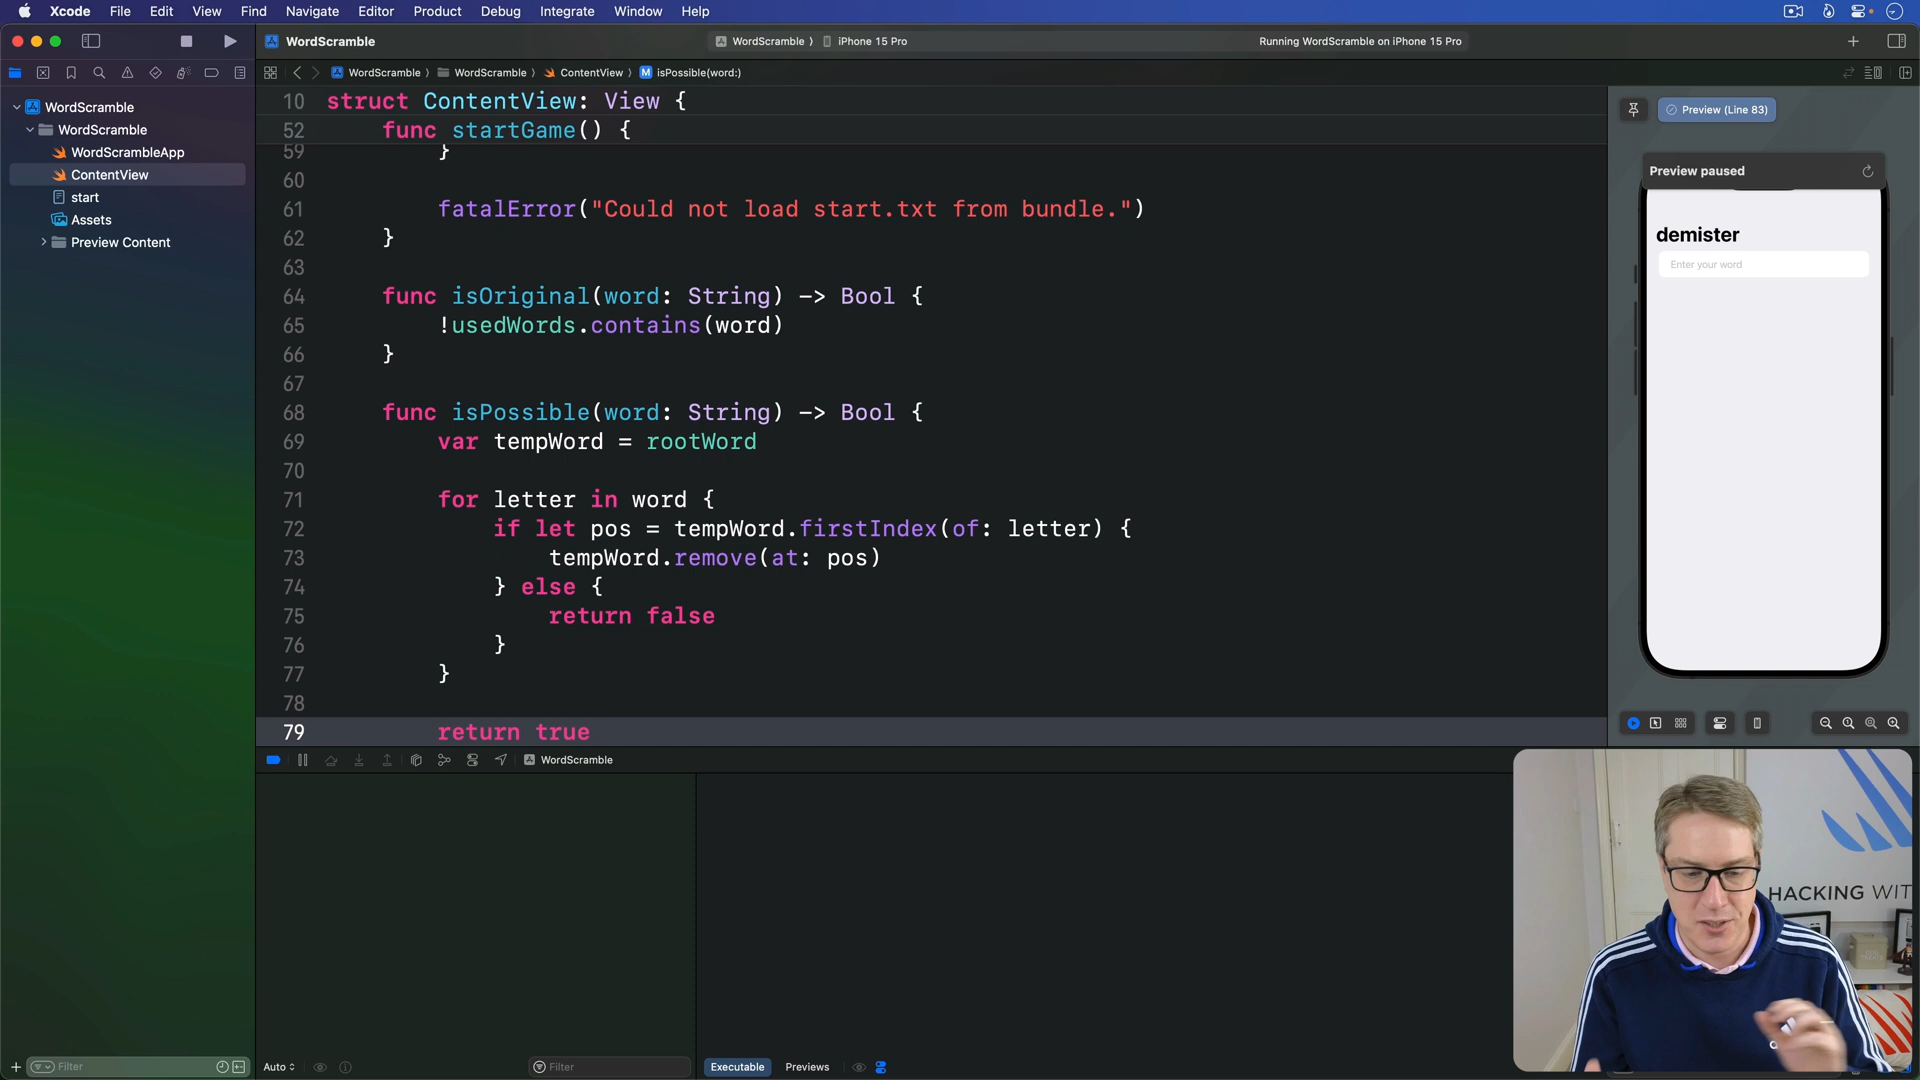 Xcode File Edit View Find Navigate Editor Product Debug Integrate Window Help
WordScramble
WordScramble iPhone 15 Pro
Running WordScramble on iPhone 15 Pro
WordScramble WordScramble ContentView M isPossible(word:)
WordScramble
WordScramble
WordScrambleApp
ContentView
start
Assets
Preview Content
10 struct ContentView: View {
52 func startGame() {
59 }
60
61 fatalError("Could not load start.txt from bundle.")
62 }
63
64 func isOriginal(word: String) -> Bool {
65 !usedWords.contains(word)
66 }
67
68 func isPossible(word: String) -> Bool {
69 var tempWord = rootWord
70
71 for letter in word {
72 if let pos = tempWord.firstIndex(of: letter) {
73 tempWord.remove(at: pos)
74 } else {
75 return false
76 }
77 }
78
79 return true
Preview (Line 83)
Preview paused
demister
Enter your word
WordScramble
HACKING WIT
Filter
Auto
Filter
Executable Previews